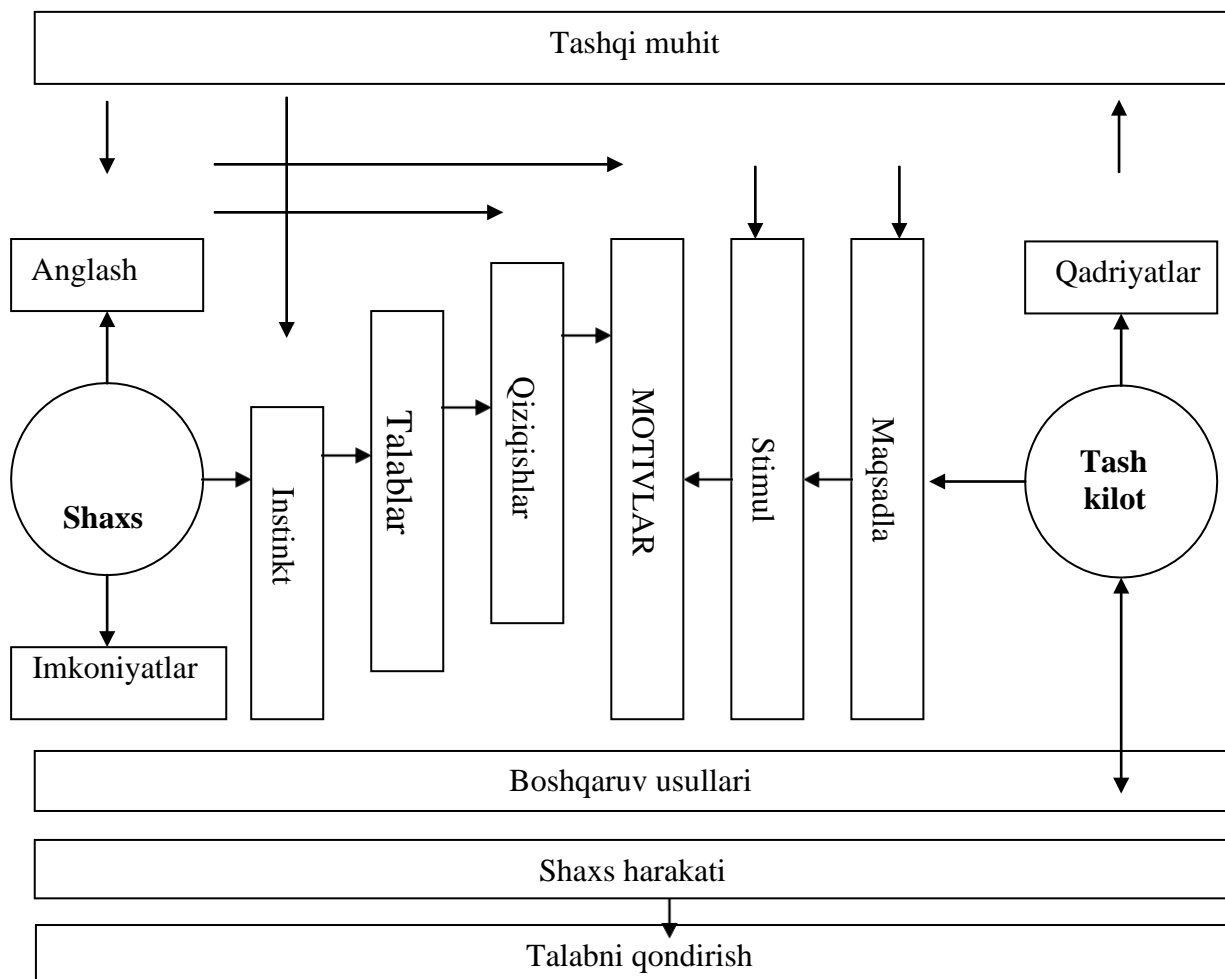 Tashqi muhit
Anglash
Qadriyatlar
Shaxs
Instinkt
Talablar
Qiziqishlar
MOTIVLAR
Stimul
Maqsadla
Tash
kilot
Imkoniyatlar
Boshqaruv usullari
Shaxs harakati
Talabni qondirish